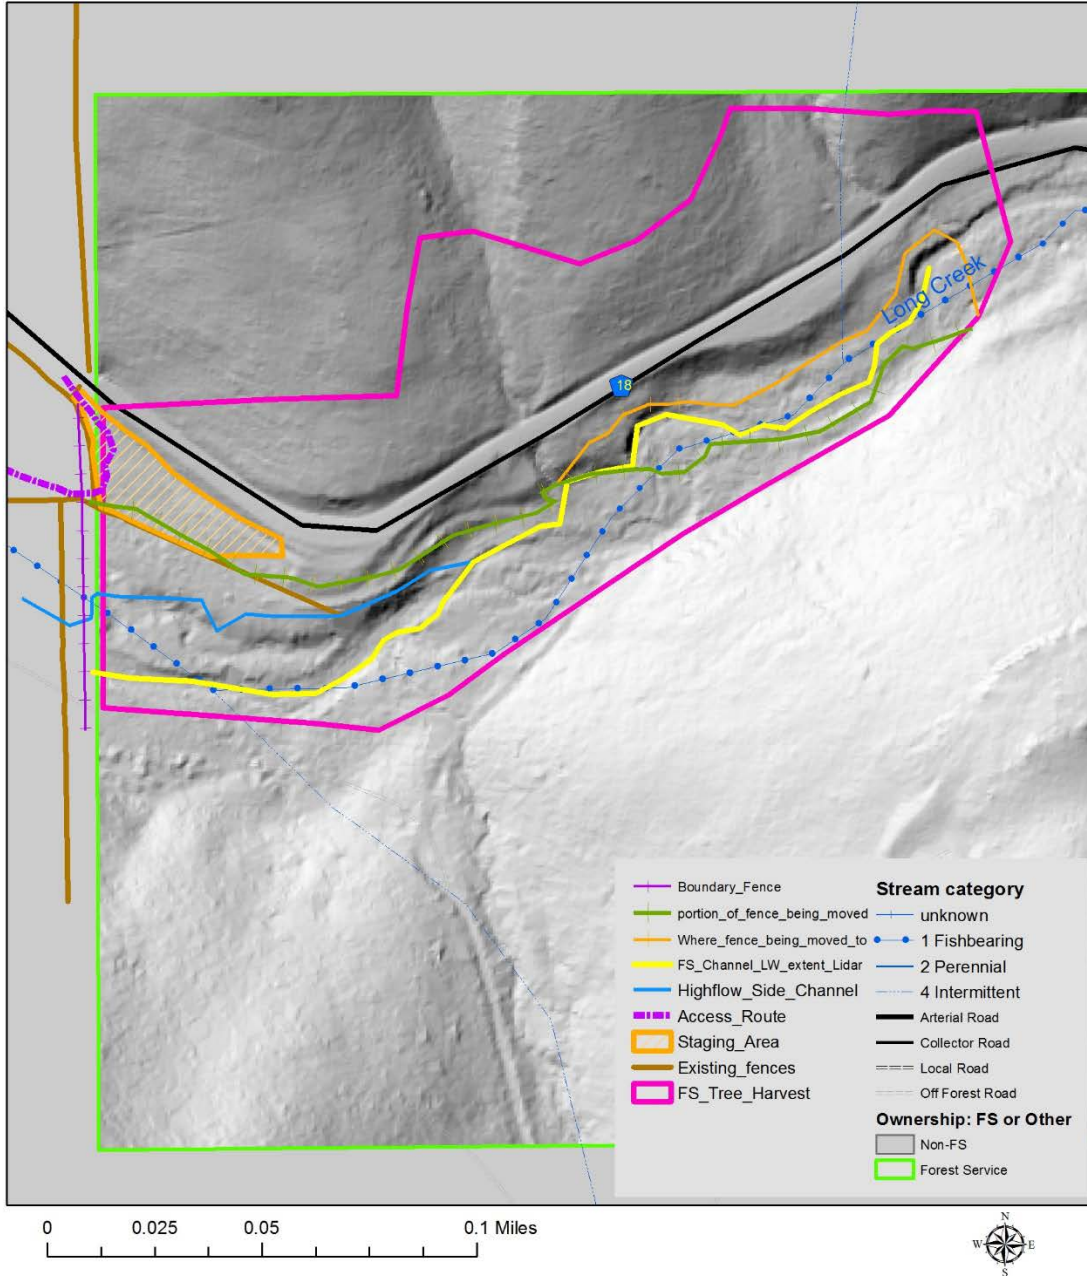 18
Long Creek
Boundary_Fence
portion_of_fence_being_moved
Where_fence_being_moved_to
FS_Channel_LW_extent_Lidar
Highflow_Side_Channel
Access_Route
Staging_Area
Existing_fences
FS_Tree_Harvest
Stream category
unknown
1 Fishbearing
2 Perennial
4 Intermittent
Arterial Road
Collector Road
Local Road
Off Forest Road
Ownership: FS or Other
Non-FS
Forest Service
0 0.025 0.05 0.1 Miles
N
W E
S